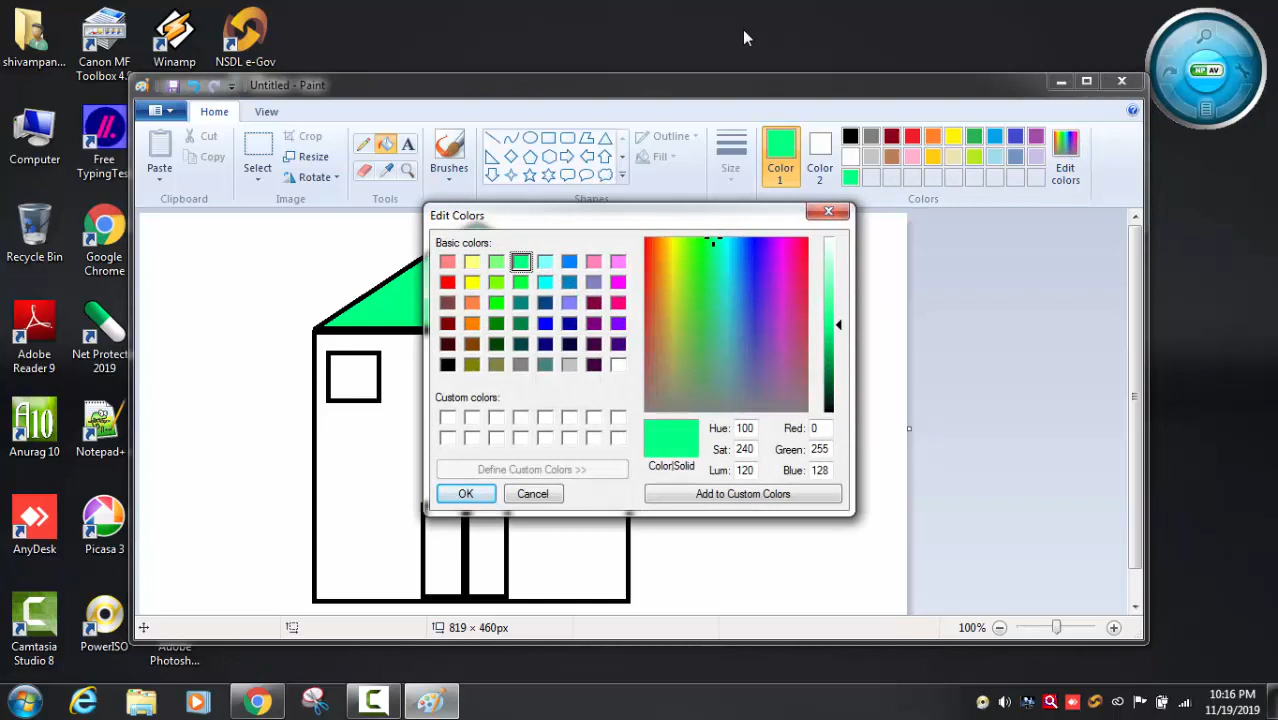 shivampan...
Canon MF
Toolbox 4.9
Winamp
NSDL e-Gov
Computer
Free
TypingTes
Recycle Bin
Google
Chrome
Adobe
Reader 9
Net Protect
2019
A10
Anurag 10
Notepad+
AnyDesk
Picasa 3
Camtasia
Studio 8
PowerISO
Adobe
Photosh...
NP AV
Untitled - Paint
Home
View
Paste
Cut
Copy
Clipboard
Select
Crop
Resize
Rotate
Image
A
Tools
Brushes
Shapes
Outline
Fill
Size
Color
1
Color
2
Edit
colors
Colors
Edit Colors
Basic colors:
Custom colors:
Define Custom Colors >>
OK
Cancel
Color|Solid
Hue: 100
Sat: 240
Lum: 120
Red: 0
Green: 255
Blue: 128
Add to Custom Colors
819 × 460px
100%
10:16 PM
11/19/2019